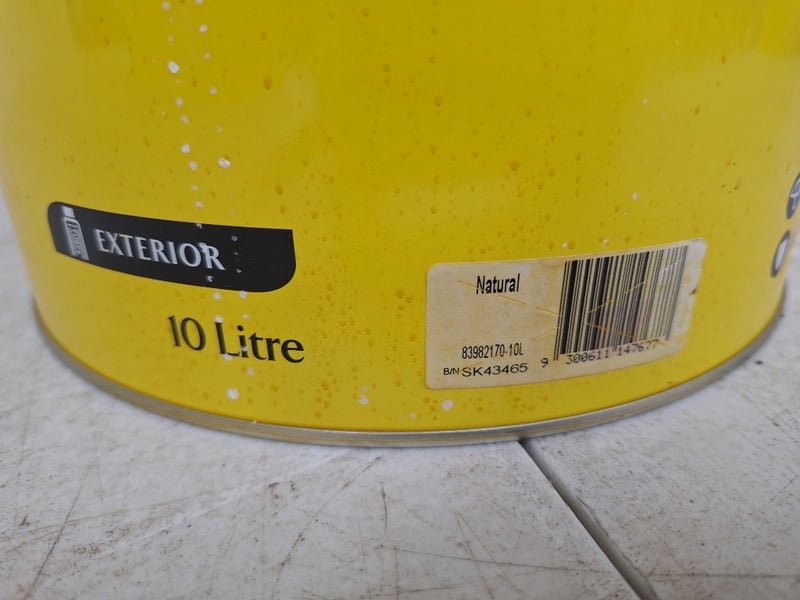 EXTERIOR
10 Litre
Natural
83982170-10L
B/N SK43465
9 300611 147677